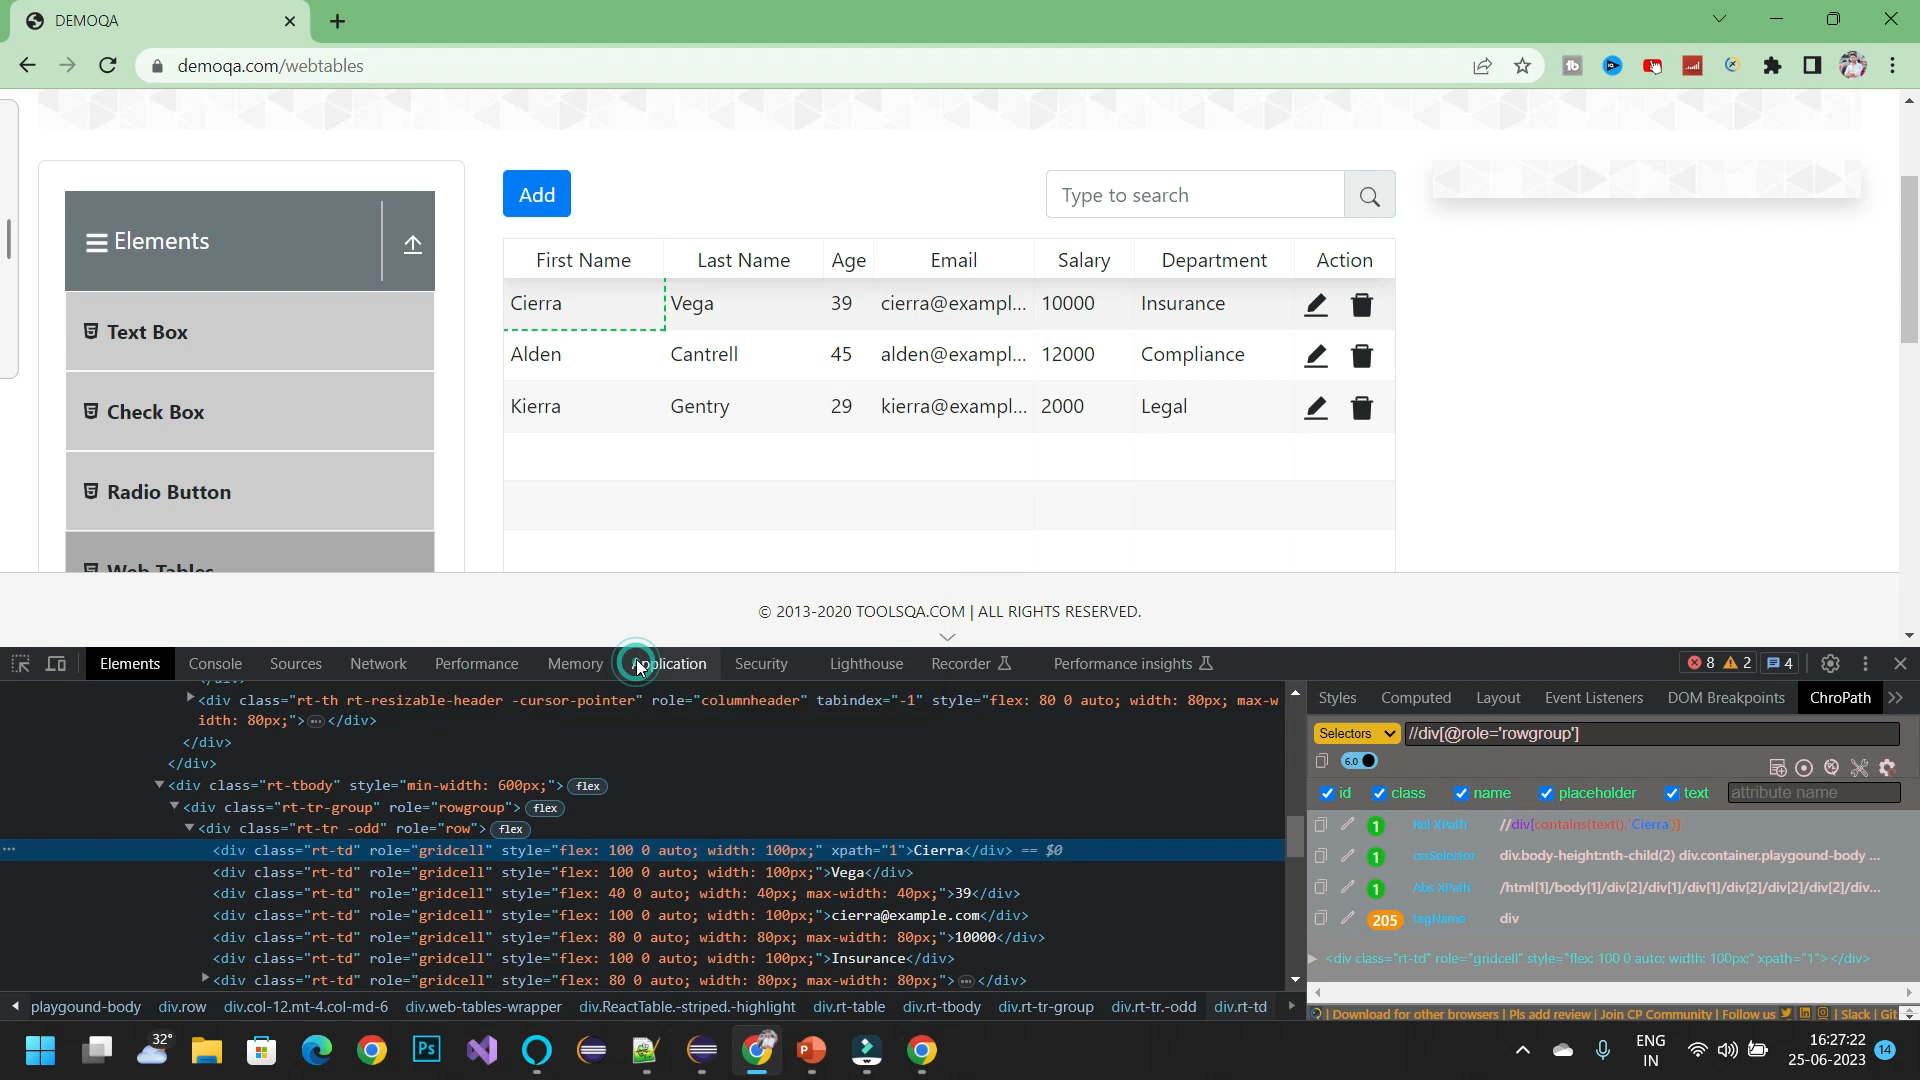 DEMOQA
demoqa.com/webtables
Elements
Text Box
Check Box
Radio Button
Web Tables
Add
Type to search
First Name Last Name Age Email Salary Department Action
Cierra Vega 39 cierra@exampl... 10000 Insurance
Alden Cantrell 45 alden@exampl... 12000 Compliance
Kierra Gentry 29 kierra@exampl... 2000 Legal
© 2013-2020 TOOLSQA.COM | ALL RIGHTS RESERVED.
Elements Console Sources Network Performance Memory Application Security Lighthouse Recorder Performance insights 8 2 4
<div class="rt-th rt-resizable-header -cursor-pointer" role="columnheader" tabindex="-1" style="flex: 80 0 auto; width: 80px; max-w
idth: 80px;">…</div>
</div>
</div>
<div class="rt-tbody" style="min-width: 600px;"> flex
<div class="rt-tr-group" role="rowgroup"> flex
<div class="rt-tr -odd" role="row"> flex
<div class="rt-td" role="gridcell" style="flex: 100 0 auto; width: 100px;" xpath="1">Cierra</div> == $0
<div class="rt-td" role="gridcell" style="flex: 100 0 auto; width: 100px;">Vega</div>
<div class="rt-td" role="gridcell" style="flex: 40 0 auto; width: 40px; max-width: 40px;">39</div>
<div class="rt-td" role="gridcell" style="flex: 100 0 auto; width: 100px;">cierra@example.com</div>
<div class="rt-td" role="gridcell" style="flex: 80 0 auto; width: 80px; max-width: 80px;">10000</div>
<div class="rt-td" role="gridcell" style="flex: 100 0 auto; width: 100px;">Insurance</div>
<div class="rt-td" role="gridcell" style="flex: 80 0 auto; width: 80px; max-width: 80px;">…</div>
playgound-body div.row div.col-12.mt-4.col-md-6 div.web-tables-wrapper div.ReactTable.-striped.-highlight div.rt-table div.rt-tbody div.rt-tr-group div.rt-tr.-odd div.rt-td
Styles Computed Layout Event Listeners DOM Breakpoints ChroPath
Selectors //div[@role='rowgroup']
6.0
id class name placeholder text attribute name
1 Rel XPath //div[contains(text(),'Cierra')]
1 cssSelector div.body-height:nth-child(2) div.container.playgound-body ...
1 Abs XPath /html[1]/body[1]/div[2]/div[1]/div[1]/div[2]/div[2]/div[2]/div...
205 tagName div
<div class="rt-td" role="gridcell" style="flex: 100 0 auto; width: 100px;" xpath="1"></div>
| Download for other browsers | Pls add review | Join CP Community | Follow us | Slack | Git
32°
Ps
ENG
IN
16:27:22
25-06-2023
14